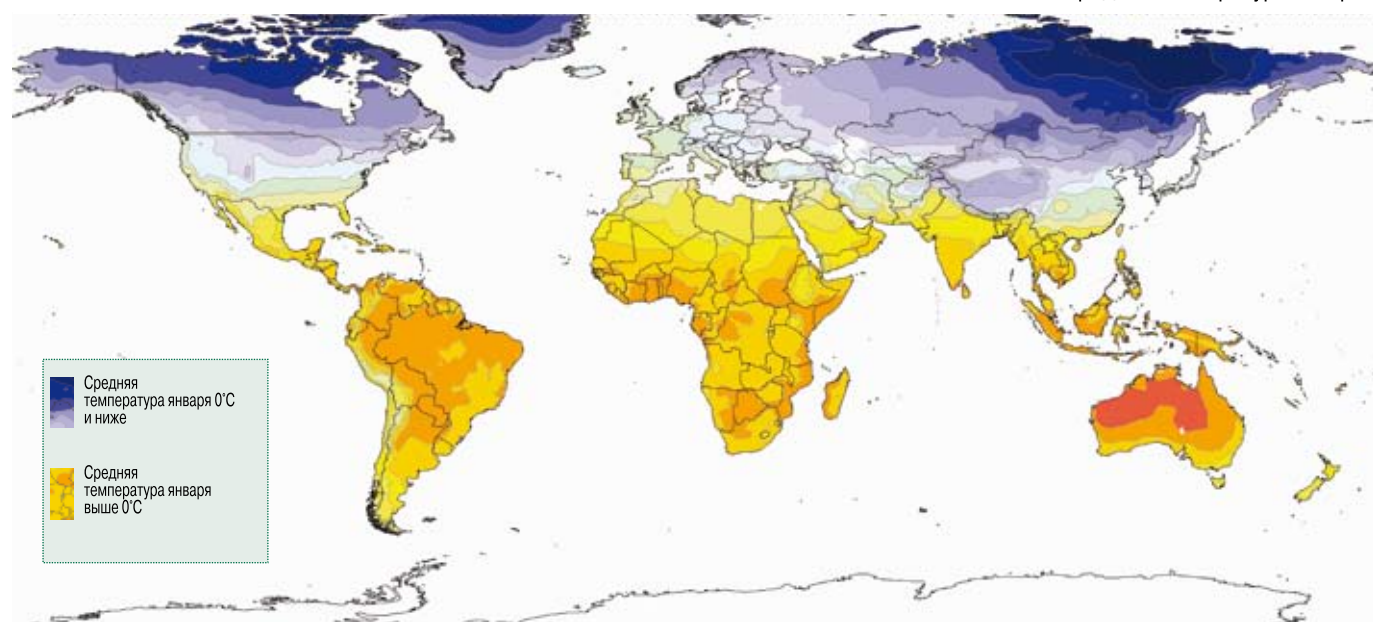 Средняя
температура января 0°C
и ниже
Средняя
температура января
выше 0°C